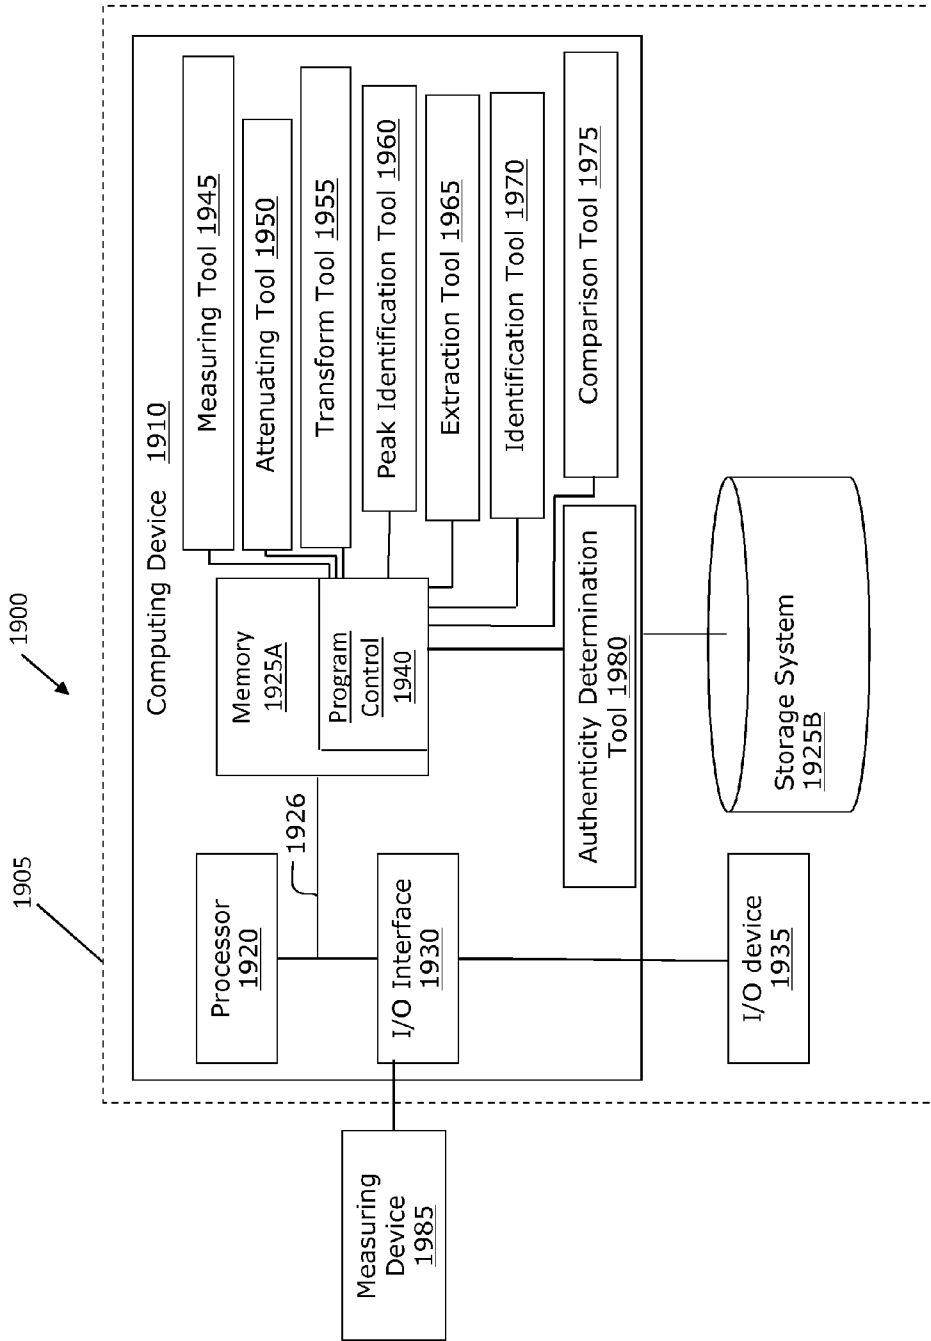 1900
1905
Computing Device 1910
Processor
1920
1926
I/O Interface
1930
Memory
1925A
Program
Control
1940
Measuring Tool 1945
Attenuating Tool 1950
Transform Tool 1955
Peak Identification Tool 1960
Extraction Tool 1965
Identification Tool 1970
Comparison Tool 1975
Authenticity Determination
Tool 1980
Measuring
Device
1985
I/O device
1935
Storage System
1925B